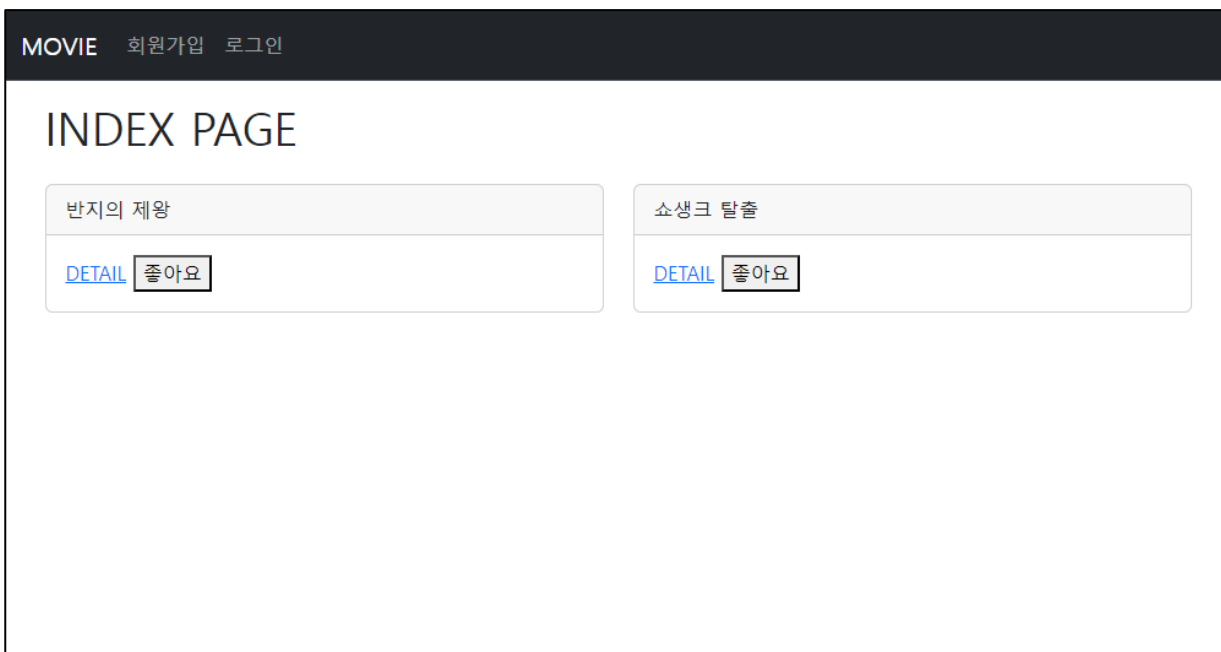 MOVIE 회원가입 로그인
INDEX PAGE
반지의 제왕
DETAIL 좋아요
쇼생크 탈출
DETAIL 좋아요